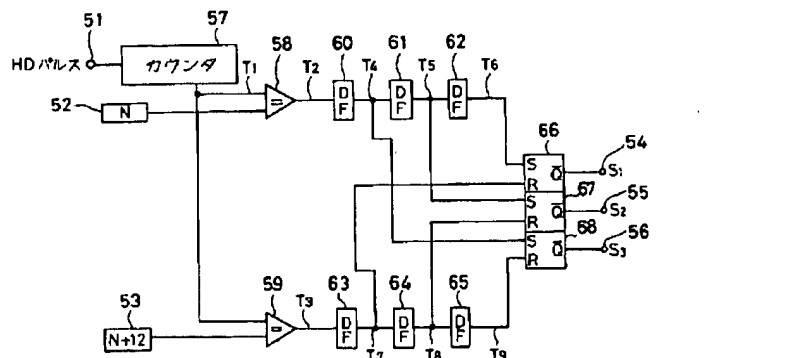 51
57
HDパルス
カウンタ
58
60
61
62
T1
T2
T4
T5
T6
=
D
F
D
F
D
F
52
N
66
54
S
Q̅
S1
R
67
55
S
Q̅
S2
R
68
56
S
Q̅
S3
R
59
63
64
65
53
T3
=
D
F
D
F
D
F
N+12
T7
T8
T9